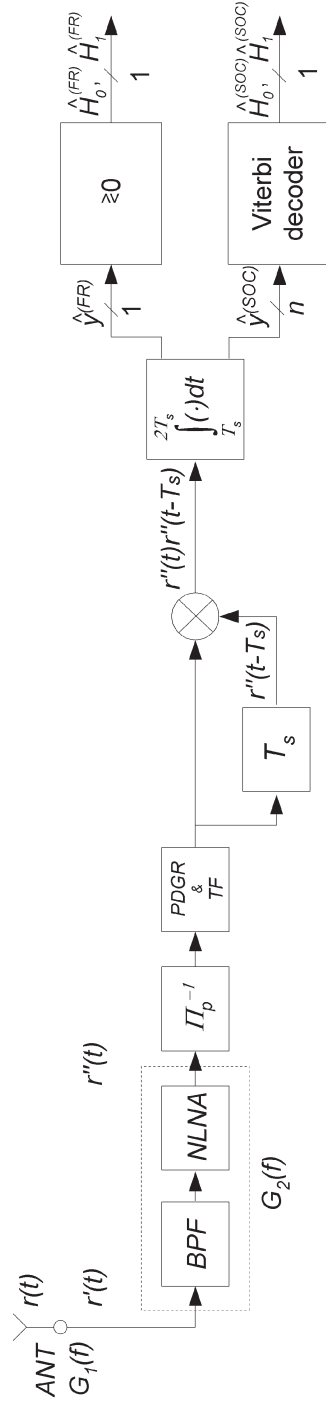 ANT
G₁(f)
r(t)
r'(t)
BPF
NLNA
G₂(f)
r''(t)
Πₚ⁻¹
PDGR
&
TF
Tₛ
r''(t-Tₛ)
r''(t)r''(t-Tₛ)
2Tₛ
∫(·)dt
Tₛ
ŷ^(FR)
1
≷0
Ĥ₀^(FR), Ĥ₁^(FR)
1
ŷ^(SOC)
n
Viterbi
decoder
Ĥ₀^(SOC), Ĥ₁^(SOC)
1